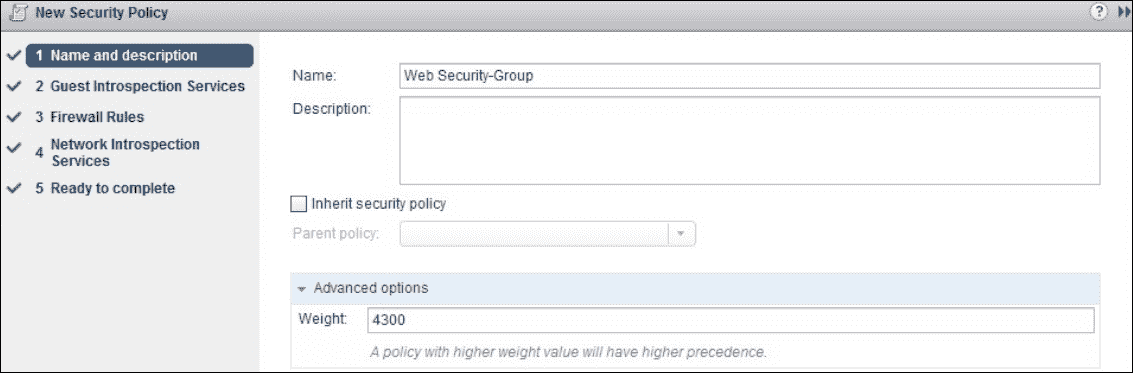 New Security Policy
?
1 Name and description
2 Guest Introspection Services
3 Firewall Rules
4 Network Introspection
Services
5 Ready to complete
Name: Web Security-Group
Description:
Inherit security policy
Parent policy:
Advanced options
Weight: 4300
A policy with higher weight value will have higher precedence.